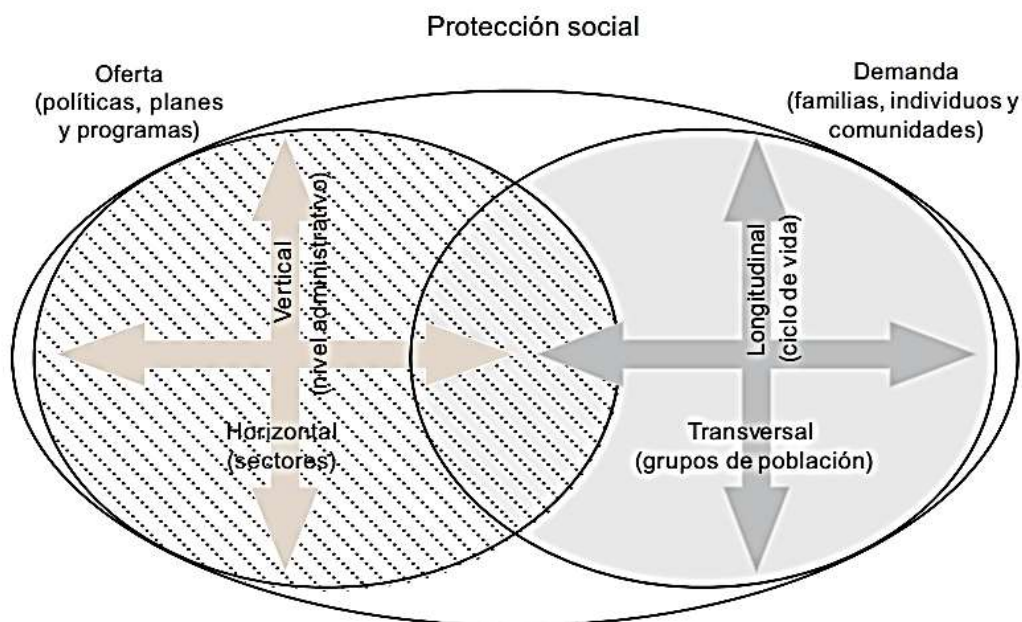 Protección social
Oferta
(políticas, planes
y programas)
Demanda
(familias, individuos y
comunidades)
Vertical
(nivel administrativo)
Horizontal
(sectores)
Longitudinal
(ciclo de vida)
Transversal
(grupos de población)